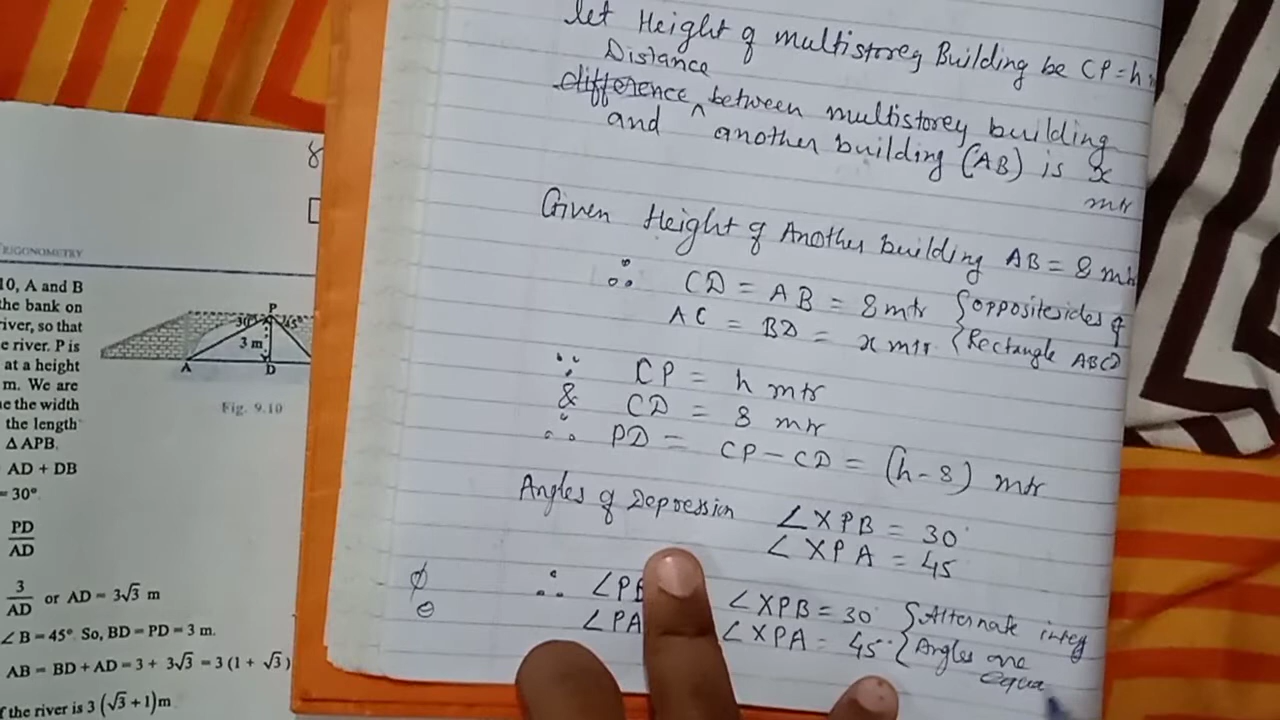 let Height of multistorey Building be CP = h
Distance
difference ^ between multistorey building
and another building (AB) is x
mtr
Given Height of Another building AB = 8 mtr
∴ CD = AB = 8 mtr { opposite sides of
AC = BD = x mtr { Rectangle ABCD
∵ CP = h mtr
& CD = 8 mtr
∴ PD = CP - CD = (h - 8) mtr
Angles of Depression ∠XPB = 30°
∠XPA = 45
ϕ ∴ ∠PB ∠XPB = 30° { Alternate integ
θ ∠PA ∠XPA = 45° { Angles are
equa
8
TRIGONOMETRY
10, A and B
the bank on
river, so that
e river. P is
at a height
m. We are
e the width
the length
Δ APB.
AD + DB
= 30°.
PD
AD
3
AD or AD = 3√3 m
∠ B = 45°. So, BD = PD = 3 m.
AB = BD + AD = 3 + 3√3 = 3 (1 + √3)
f the river is 3 (√3 + 1)m
P
30° 45°
3 m
A D
Fig. 9.10